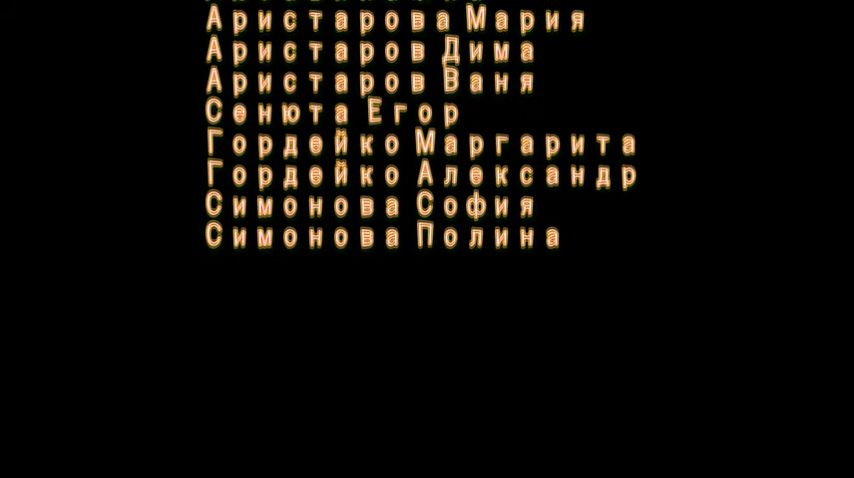 Аристарова Мария
Аристаров Дима
Аристаров Ваня
Сенюта Егор
Гордейко Маргарита
Гордейко Александр
Симонова София
Симонова Полина